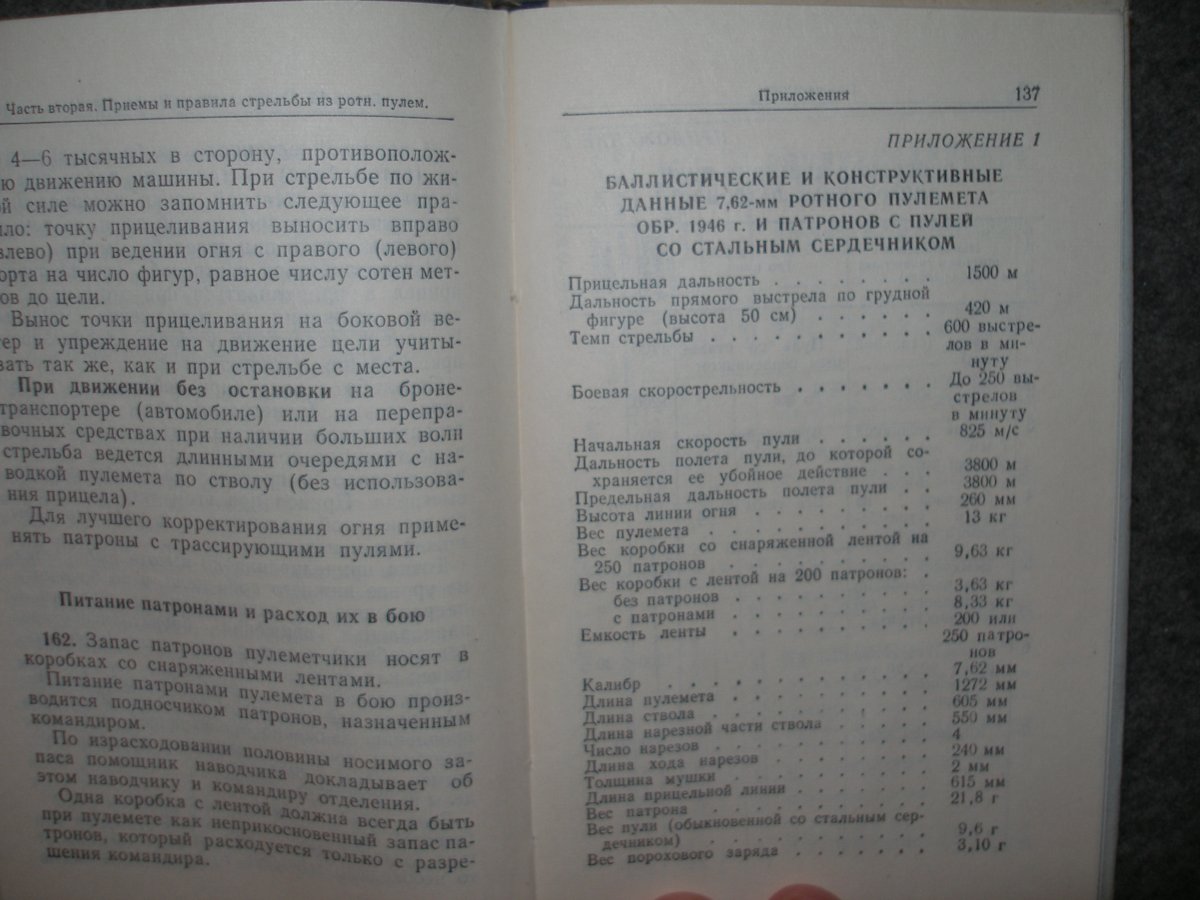 Часть вторая. Приемы и правила стрельбы из ротн. пулем.
4—6 тысячных в сторону, противополож-
ю движению машины. При стрельбе по жи-
й силе можно запомнить следующее пра-
ло: точку прицеливания выносить вправо
влево) при ведении огня с правого (левого)
орта на число фигур, равное числу сотен мет-
ов до цели.
Вынос точки прицеливания на боковой ве-
ер и упреждение на движение цели учиты-
вать так же, как и при стрельбе с места.
При движении без остановки на броне-
транспортере (автомобиле) или на перепра-
вочных средствах при наличии больших волн
стрельба ведется длинными очередями с на-
водкой пулемета по стволу (без использова-
ния прицела).
Для лучшего корректирования огня приме-
нять патроны с трассирующими пулями.
Питание патронами и расход их в бою
162. Запас патронов пулеметчики носят в
коробках со снаряженными лентами.
Питание патронами пулемета в бою произ-
водится подносчиком патронов, назначенным
командиром.
По израсходовании половины носимого за-
паса помощник наводчика докладывает об
этом наводчику и командиру отделения.
Одна коробка с лентой должна всегда быть
при пулемете как неприкосновенный запас па-
тронов, который расходуется только с разре-
шения командира.
Приложения 137
ПРИЛОЖЕНИЕ 1
БАЛЛИСТИЧЕСКИЕ И КОНСТРУКТИВНЫЕ
ДАННЫЕ 7,62-мм РОТНОГО ПУЛЕМЕТА
ОБР. 1946 г. И ПАТРОНОВ С ПУЛЕЙ
СО СТАЛЬНЫМ СЕРДЕЧНИКОМ
Прицельная дальность . . . . . . . 1500 м
Дальность прямого выстрела по грудной
фигуре (высота 50 см) . . . . . . 420 м
Темп стрельбы . . . . . . . . . . 600 выстре-
лов в ми-
нуту
Боевая скорострельность . . . . . . . До 250 вы-
стрелов
в минуту
Начальная скорость пули . . . . . . 825 м/с
Дальность полета пули, до которой со-
храняется ее убойное действие . . . 3800 м
Предельная дальность полета пули . . 3800 м
Высота линии огня . . . . . . . . . 260 мм
Вес пулемета . . . . . . . . . . . 13 кг
Вес коробки со снаряженной лентой на
250 патронов . . . . . . . . . . 9,63 кг
Вес коробки с лентой на 200 патронов: .
без патронов . . . . . . . . . . 3,63 кг
с патронами . . . . . . . . . . 8,33 кг
Емкость ленты . . . . . . . . . . 200 или
250 патро-
нов
Калибр . . . . . . . . . . . . . 7,62 мм
Длина пулемета . . . . . . . . . . 1272 мм
Длина ствола . . . . . . . . . . . 605 мм
Длина нарезной части ствола . . . . . 550 мм
Число нарезов . . . . . . . . . . . 4
Длина хода нарезов . . . . . . . . . 240 мм
Толщина мушки . . . . . . . . . . 2 мм
Длина прицельной линии . . . . . . . 615 мм
Вес патрона . . . . . . . . . . . 21,8 г
Вес пули (обыкновенной со стальным сер-
дечником) . . . . . . . . . . . 9,6 г
Вес порохового заряда . . . . . . . 3,10 г